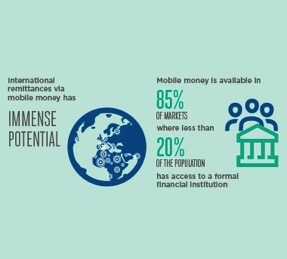 International
remittances via
mobile money has
IMMENSE
POTENTIAL
Mobile money is available in
85%
OF MARKETS
where less than
20%
OF THE POPULATION
has access to a formal
financial institution